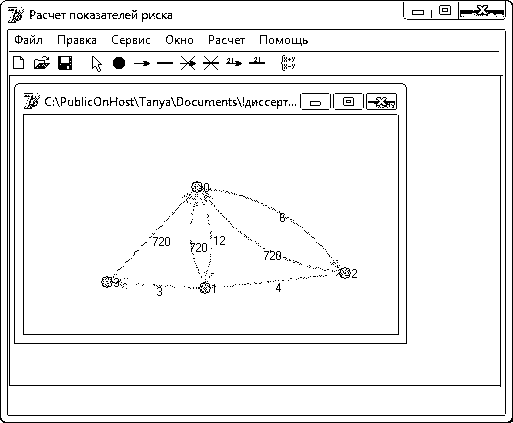 Расчет показателей риска
Файл Правка Сервис Окно Расчет Помощь
C:\PublicOnHost\Tanya\Documents\!диссерт...
0
6
720 720 12 720
3 1 2
3 4